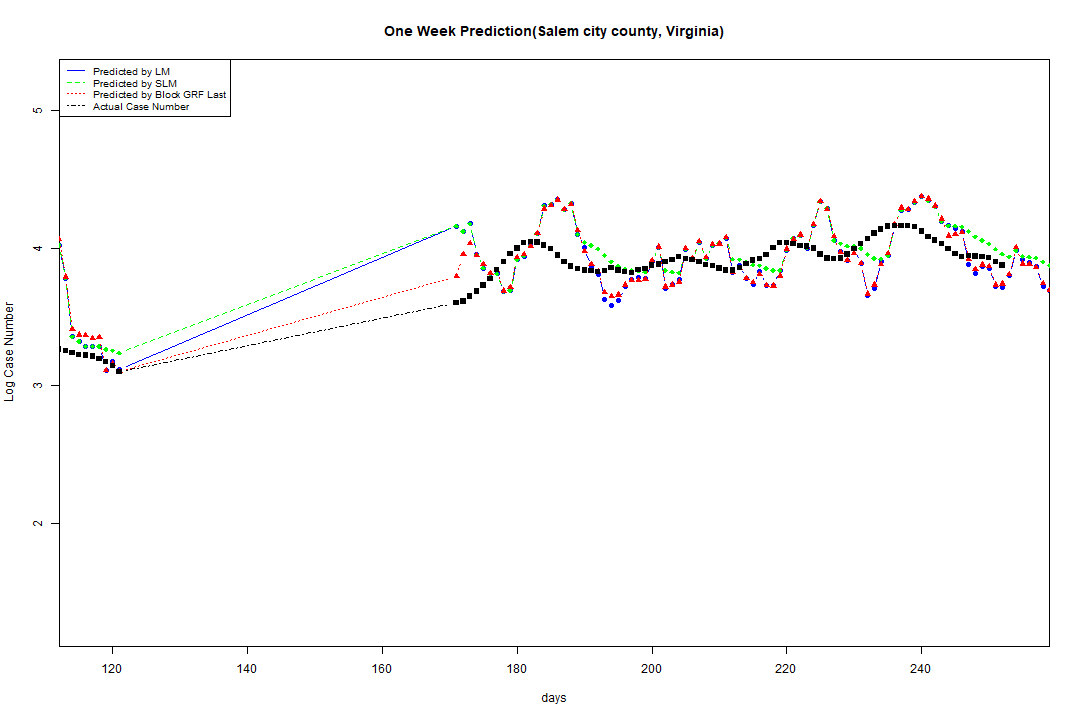 One Week Prediction(Salem city county, Virginia)
Predicted by LM
Predicted by SLM
Predicted by Block GRF Last
Actual Case Number
5
4
3
2
Log Case Number
120 140 160 180 200 220 240
days